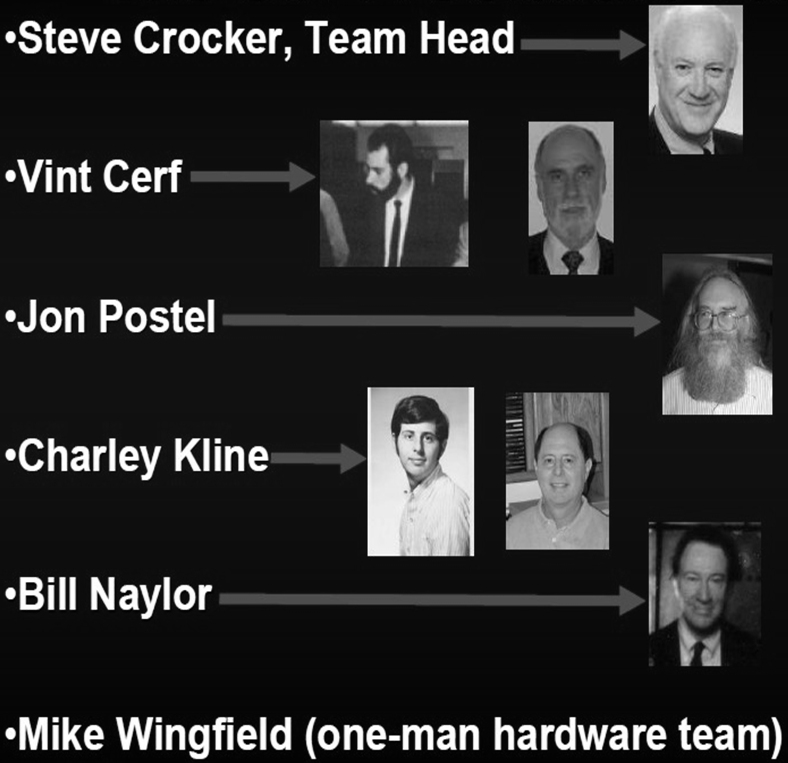 •Steve Crocker, Team Head
•Vint Cerf
•Jon Postel
•Charley Kline
•Bill Naylor
•Mike Wingfield (one-man hardware team)